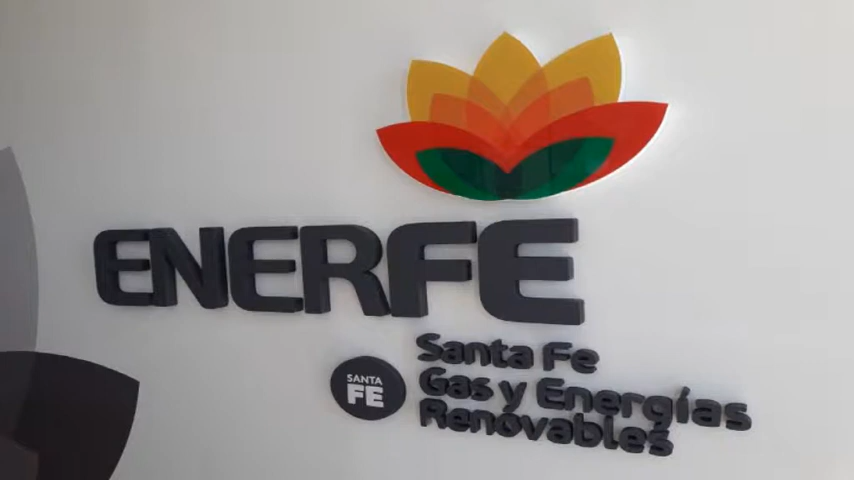 ENERFE
SANTA
FE
Santa Fe
Gas y Energías
Renovables